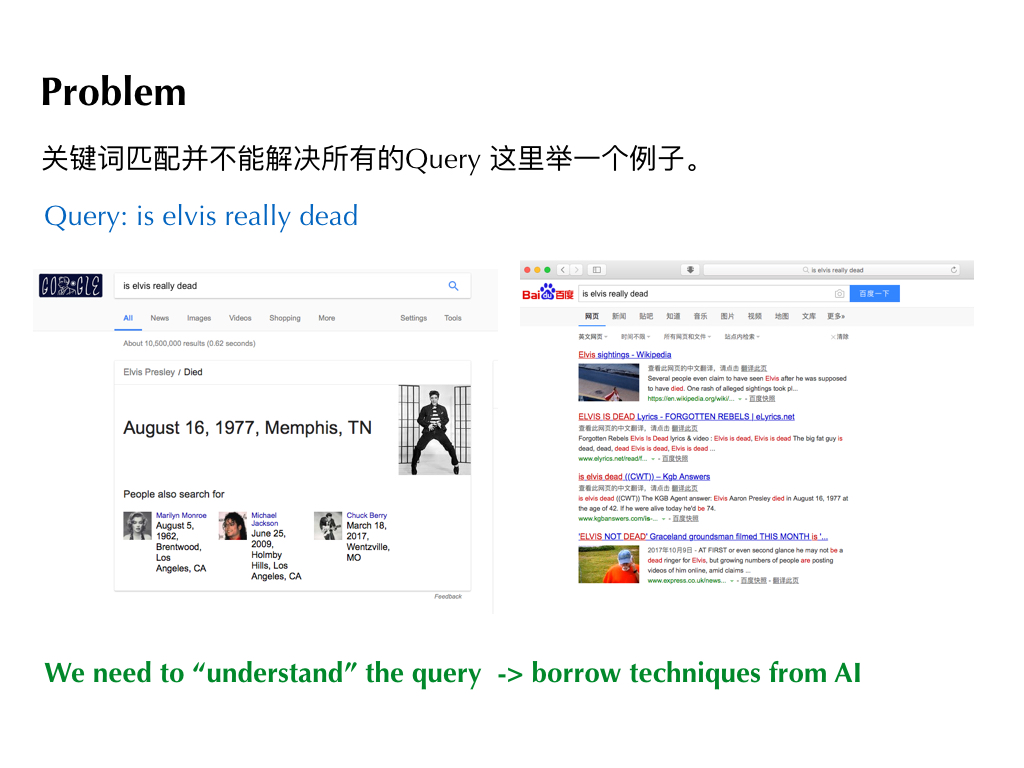 Problem
关键词匹配并不能解决所有的Query 这里举一个例子。
Query: is elvis really dead
GOOGLE
is elvis really dead
All News Images Videos Shopping More Settings Tools
About 10,500,000 results (0.62 seconds)
Elvis Presley / Died
August 16, 1977, Memphis, TN
People also search for
Marilyn Monroe
August 5,
1962,
Brentwood,
Los
Angeles, CA
Michael
Jackson
June 25,
2009,
Holmby
Hills, Los
Angeles, CA
Chuck Berry
March 18,
2017,
Wentzville,
MO
Feedback
is elvis really dead
Bai du 百度
is elvis really dead
百度一下
网页 新闻 贴吧 知道 音乐 图片 视频 地图 文库 更多»
英文网页 时间不限 所有网页和文件 站点内检索 ×清除
Elvis sightings - Wikipedia
查看此网页的中文翻译，请点击 翻译此页
Several people even claim to have seen Elvis after he was supposed
to have died. One rash of alleged sightings took pl...
https://en.wikipedia.org/wiki/... - 百度快照
ELVIS IS DEAD Lyrics - FORGOTTEN REBELS | eLyrics.net
查看此网页的中文翻译，请点击 翻译此页
Forgotten Rebels Elvis Is Dead lyrics & video : Elvis is dead, Elvis is dead The big fat guy is
dead, dead, dead Elvis is dead, Elvis is dead ...
www.elyrics.net/read/f... - 百度快照
is elvis dead ((CWT)) – Kgb Answers
查看此网页的中文翻译，请点击 翻译此页
is elvis dead ((CWT) The KGB Agent answer: Elvis Aaron Presley died in August 16, 1977 at
the age of 42. If he were alive today he'd be 74.
www.kgbanswers.com/is-... - 百度快照
'ELVIS NOT DEAD' Graceland groundsman filmed THIS MONTH is '...
2017年10月9日 - AT FIRST or even second glance he may not be a
dead ringer for Elvis, but growing numbers of people are posting
videos of him online, amid claims ...
www.express.co.uk/news... - 百度快照 - 翻译此页
We need to “understand” the query -> borrow techniques from AI